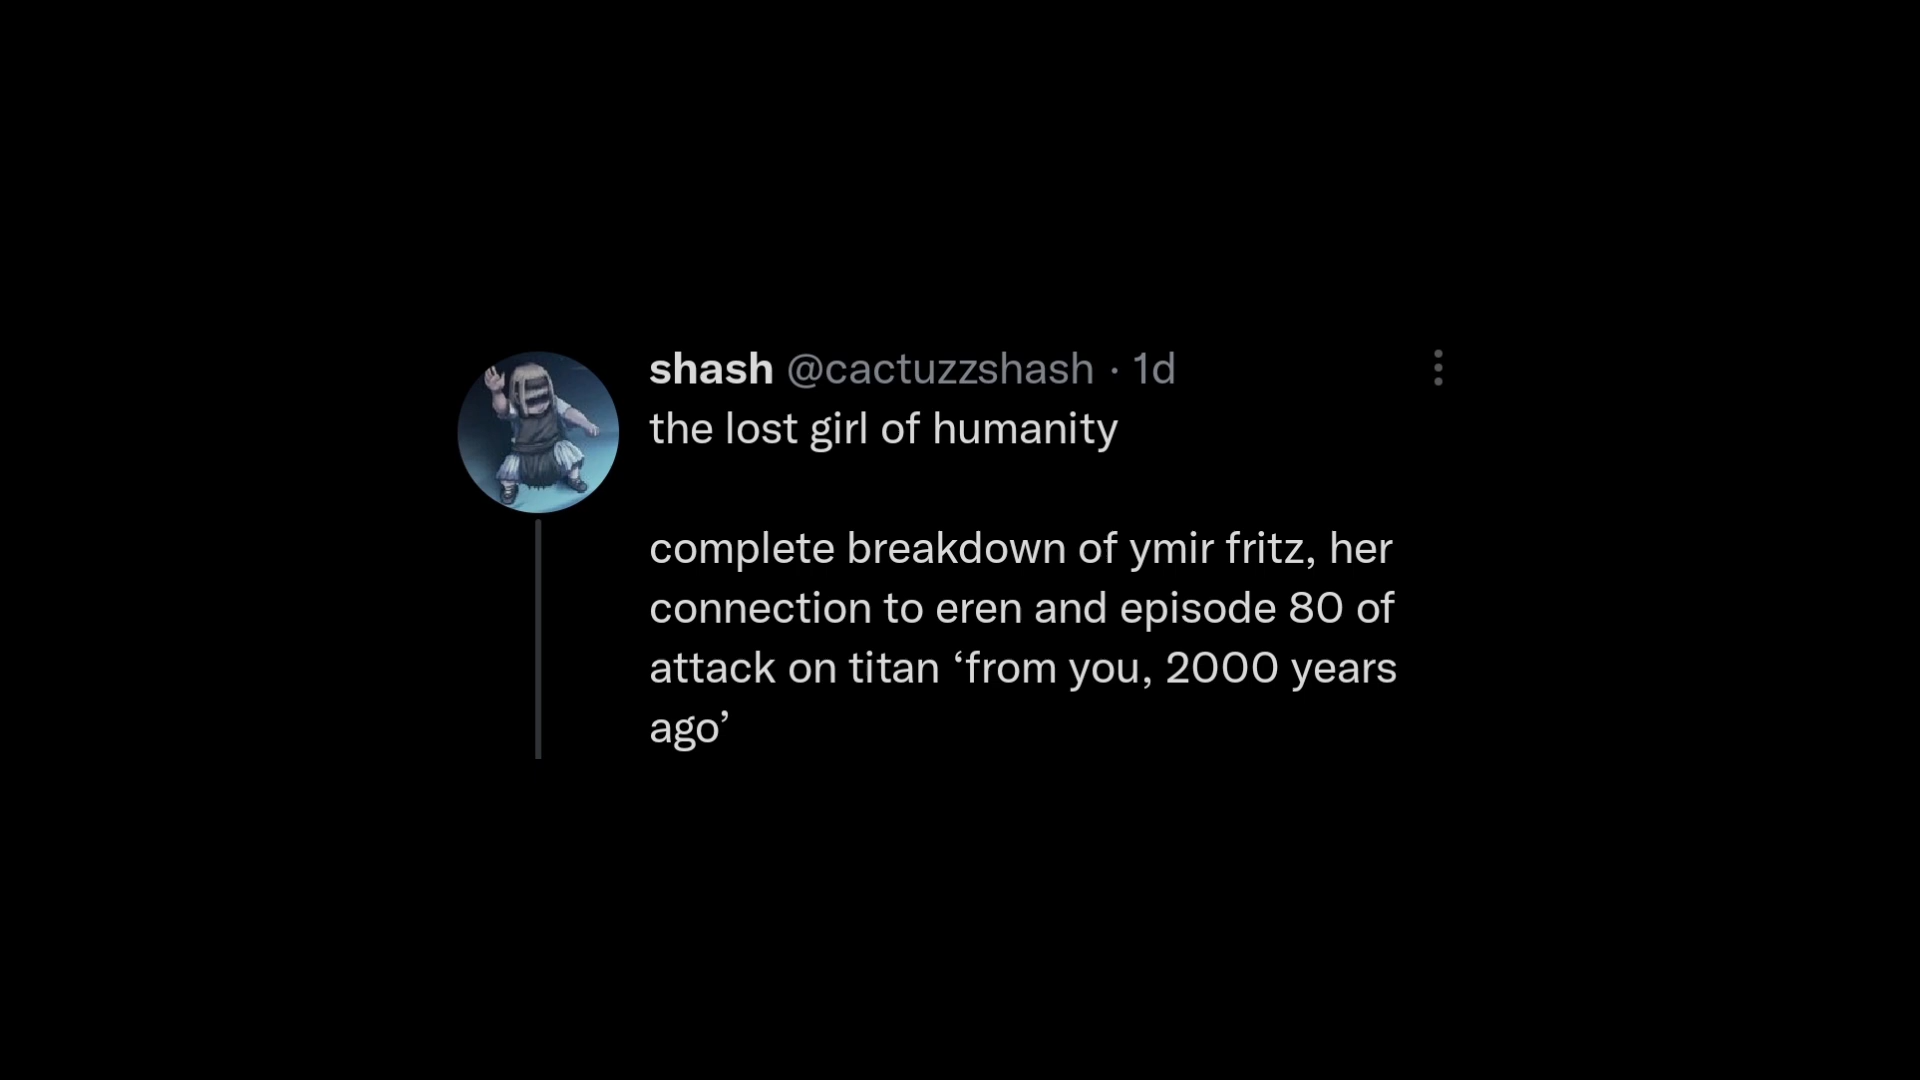 shash @cactuzzshash · 1d
the lost girl of humanity
complete breakdown of ymir fritz, her
connection to eren and episode 80 of
attack on titan ‘from you, 2000 years
ago’